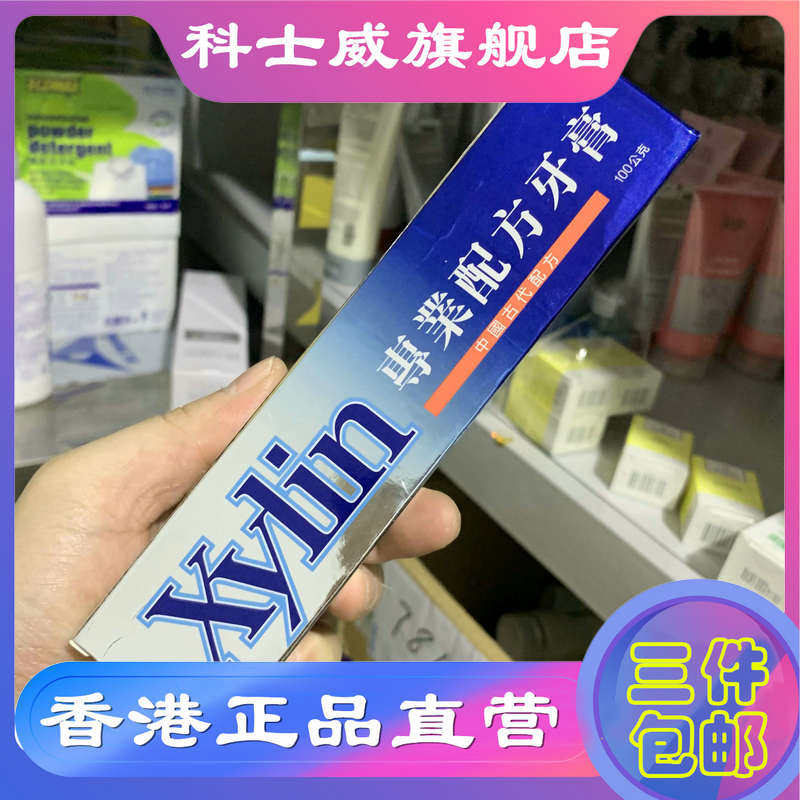 科士威旗舰店
powder
detergent
100公克
專業配方牙膏
中國古代配方
Xylin
三件
包邮
香港正品直营